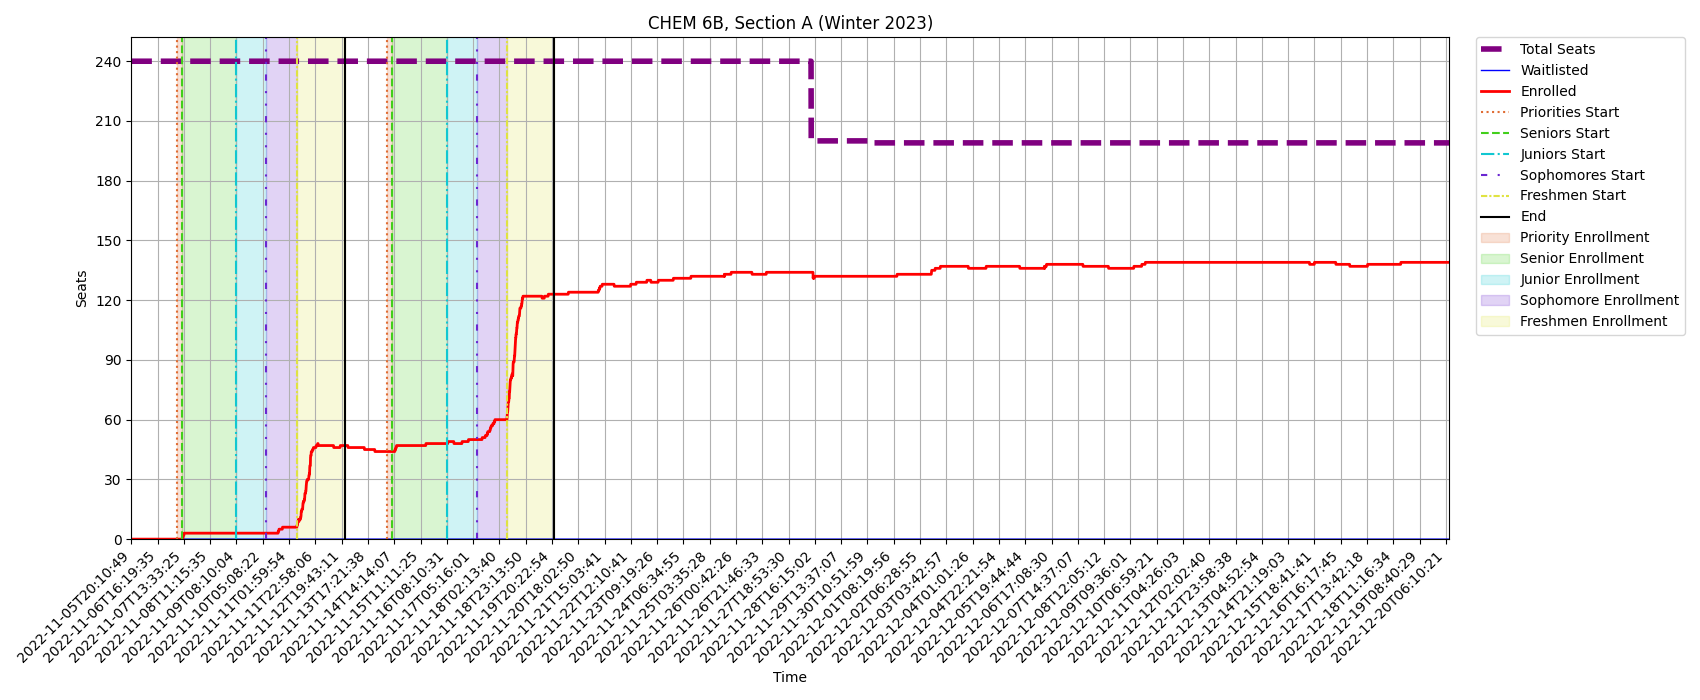 CHEM 6B, Section A (Winter 2023)
Seats
240
210
180
150
120
90
60
30
0
2022-11-05T20:10:49
2022-11-06T16:19:35
2022-11-07T13:33:25
2022-11-08T11:15:35
2022-11-09T08:10:04
2022-11-10T05:08:22
2022-11-11T01:59:54
2022-11-11T22:58:06
2022-11-12T19:43:11
2022-11-13T17:21:38
2022-11-14T14:14:07
2022-11-15T11:11:25
2022-11-16T08:10:31
2022-11-17T05:16:01
2022-11-18T02:13:40
2022-11-18T23:13:50
2022-11-19T20:22:54
2022-11-20T18:02:50
2022-11-21T15:03:41
2022-11-22T12:10:41
2022-11-23T09:19:26
2022-11-24T06:34:55
2022-11-25T03:35:28
2022-11-26T00:42:26
2022-11-26T21:46:33
2022-11-27T18:53:30
2022-11-28T16:15:02
2022-11-29T13:37:07
2022-11-30T10:51:59
2022-12-01T08:19:56
2022-12-02T06:28:55
2022-12-03T03:42:57
2022-12-04T01:01:26
2022-12-04T22:21:54
2022-12-05T19:44:44
2022-12-06T17:08:30
2022-12-07T14:37:07
2022-12-08T12:05:12
2022-12-09T09:36:01
2022-12-10T06:59:21
2022-12-11T04:26:03
2022-12-12T02:02:40
2022-12-12T23:58:38
2022-12-13T04:52:54
2022-12-14T21:19:03
2022-12-15T18:41:41
2022-12-16T16:17:45
2022-12-17T13:42:18
2022-12-18T11:16:34
2022-12-19T08:40:29
2022-12-20T06:10:21
Time
Total Seats
Waitlisted
Enrolled
Priorities Start
Seniors Start
Juniors Start
Sophomores Start
Freshmen Start
End
Priority Enrollment
Senior Enrollment
Junior Enrollment
Sophomore Enrollment
Freshmen Enrollment